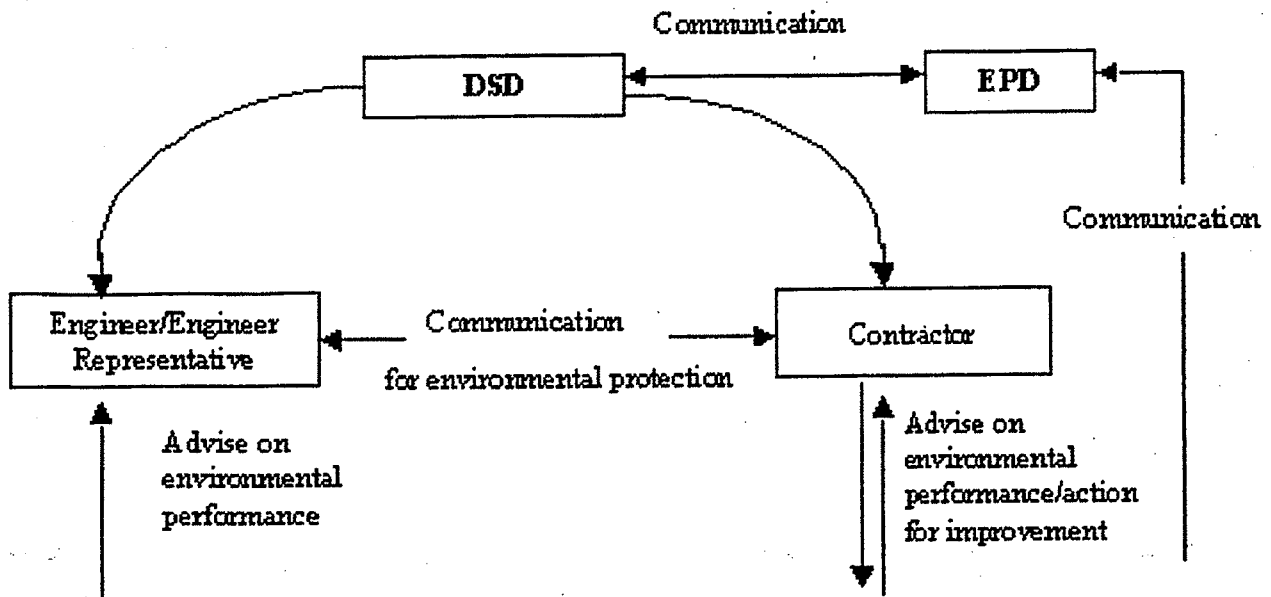 Communication
DSD
EPD
Communication
Engineer/Engineer
Representative
Communication
for environmental protection
Contractor
Advise on
environmental
performance
Advise on
environmental
performance/action
for improvement